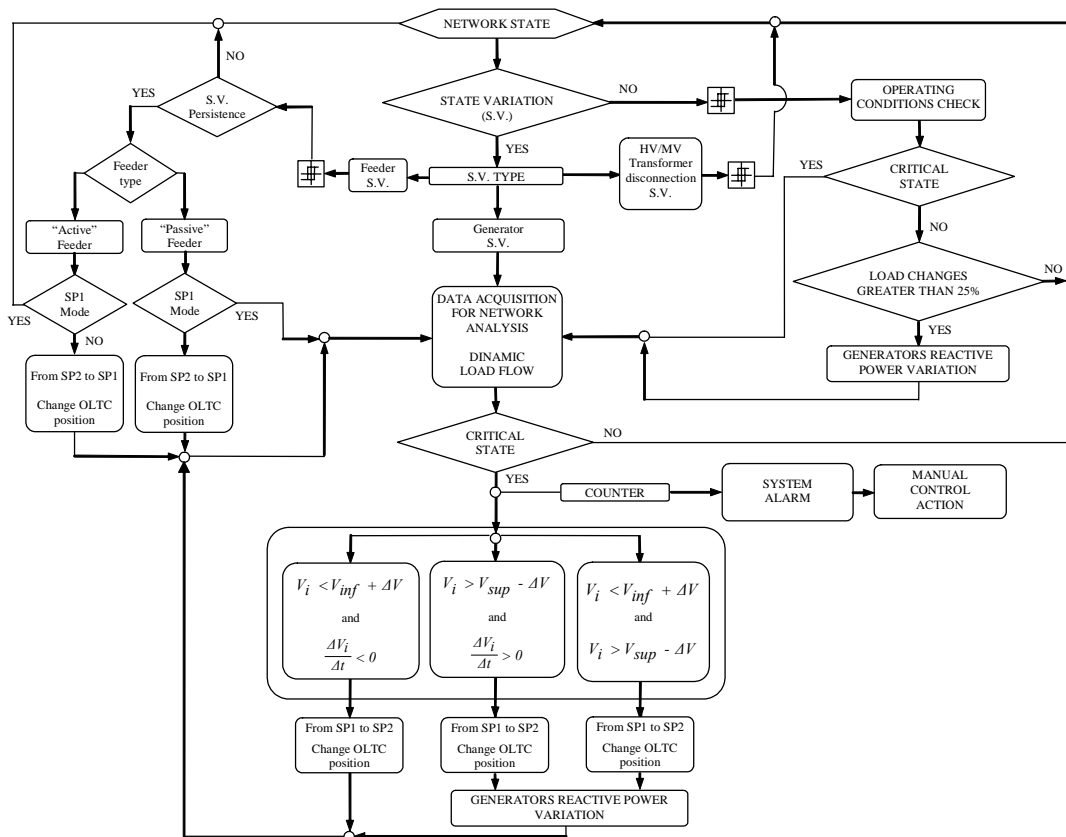 NETWORK STATE
NO
STATE VARIATION
(S.V.)
NO
OPERATING
CONDITIONS CHECK
YES
S.V.
Persistence
YES
HV/MV
Transformer
disconnection
S.V.
YES
CRITICAL
STATE
Feeder
type
Feeder
S.V.
S.V. TYPE
NO
"Active"
Feeder
"Passive"
Feeder
Generator
S.V.
LOAD CHANGES
GREATER THAN 25%
NO
SP1
Mode
YES
SP1
Mode
YES
DATA ACQUISITION
FOR NETWORK
ANALYSIS
DINAMIC
LOAD FLOW
YES
NO
GENERATORS REACTIVE
POWER VARIATION
From SP2 to SP1
Change OLTC
position
From SP2 to SP1
Change OLTC
position
CRITICAL
STATE
NO
YES
COUNTER
SYSTEM
ALARM
MANUAL
CONTROL
ACTION
V_i < V_inf + ΔV
and
ΔV_i/Δt < 0
V_i > V_sup - ΔV
and
ΔV_i/Δt > 0
V_i < V_inf + ΔV
and
V_i > V_sup - ΔV
From SP1 to SP2
Change OLTC
position
From SP1 to SP2
Change OLTC
position
From SP1 to SP2
Change OLTC
position
GENERATORS REACTIVE POWER
VARIATION